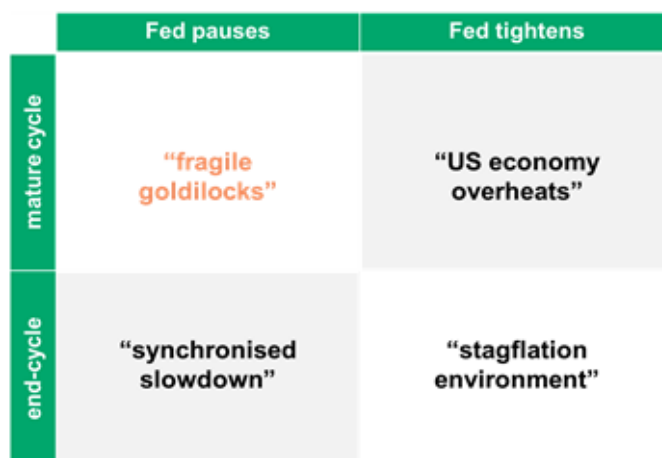 Fed pauses
Fed tightens
mature cycle
“fragile
goldilocks”
“US economy
overheats”
end-cycle
“synchronised
slowdown”
“stagflation
environment”